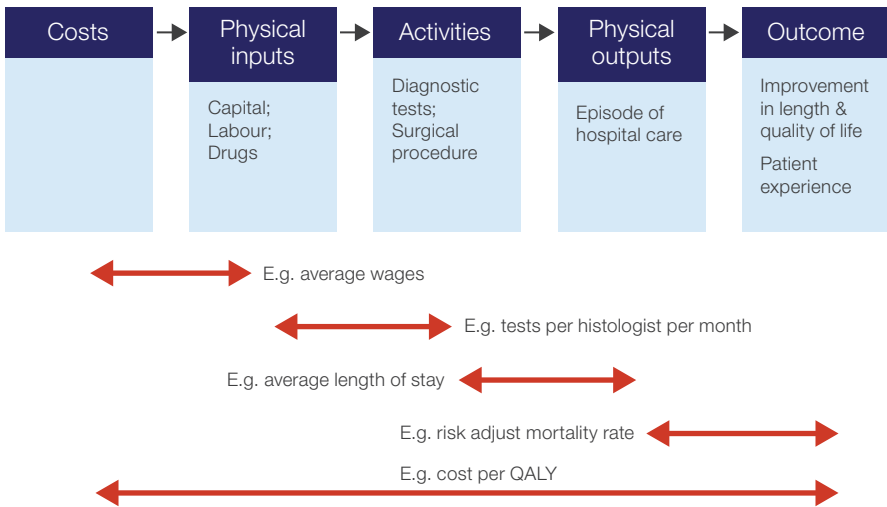 Costs
Physical
inputs
Activities
Physical
outputs
Outcome
Capital;
Labour;
Drugs
Diagnostic
tests;
Surgical
procedure
Episode of
hospital care
Improvement
in length &
quality of life
Patient
experience
E.g. average wages
E.g. tests per histologist per month
E.g. average length of stay
E.g. risk adjust mortality rate
E.g. cost per QALY